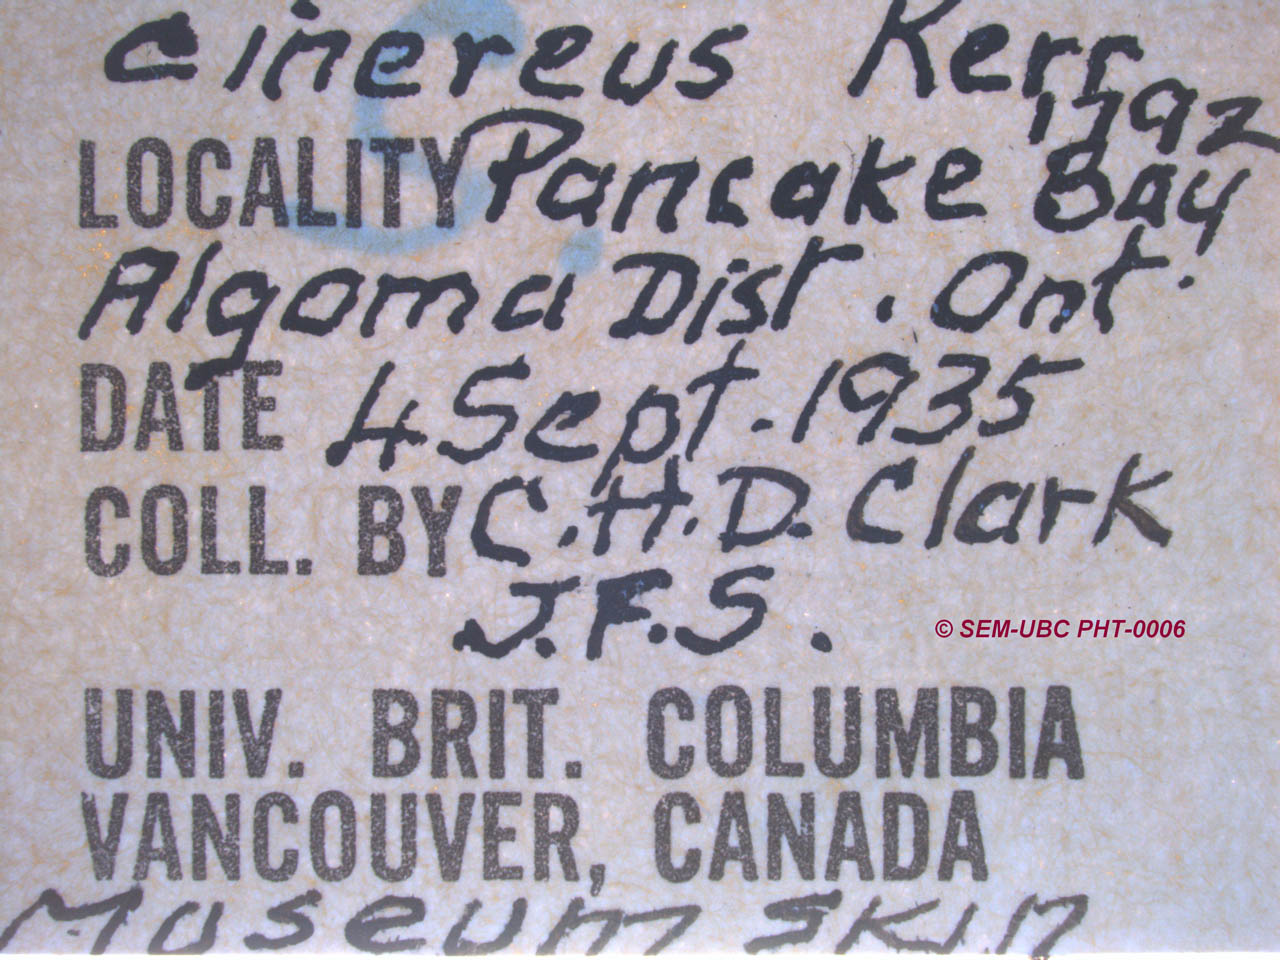 cinereus Kerr
1792
LOCALITY Pancake Bay
Algoma Dist. Ont.
DATE 4 Sept. 1935
COLL. BY C.H.D. Clark
J.F.S.
© SEM-UBC PHT-0006
UNIV. BRIT. COLUMBIA
VANCOUVER, CANADA
Museum skin